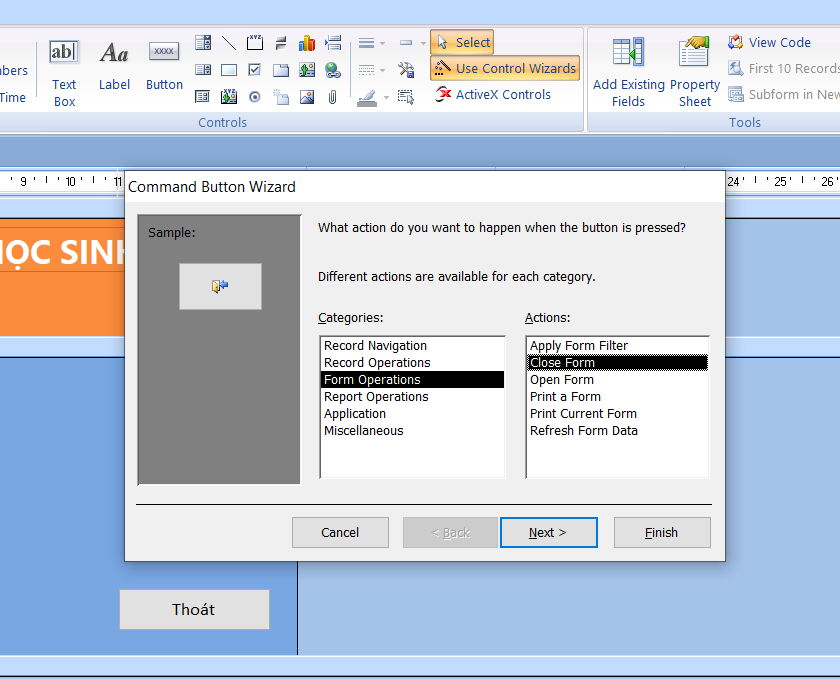 abl
Aa
xxxx
XYZ
Select
Use Control Wizards
ActiveX Controls
Text
Box
Label
Button
Add Existing
Fields
Property
Sheet
View Code
First 10 Records
Subform in New
Time
Controls
Tools
9
10
11
24
25
26
Command Button Wizard
Sample:
What action do you want to happen when the button is pressed?
Different actions are available for each category.
Categories:
Actions:
Record Navigation
Record Operations
Form Operations
Report Operations
Application
Miscellaneous
Apply Form Filter
Close Form
Open Form
Print a Form
Print Current Form
Refresh Form Data
Cancel
< Back
Next >
Finish
ỌC SINH
Thoát